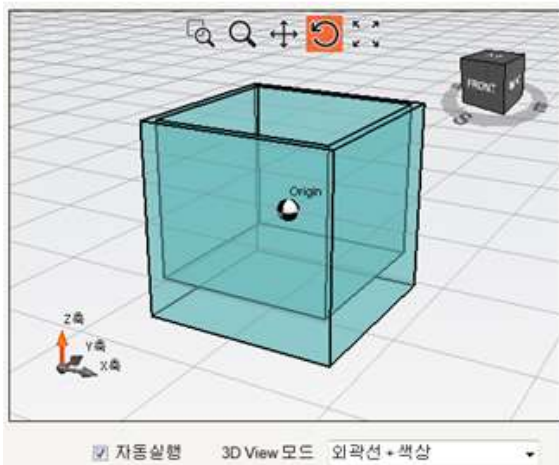 FRONT
Origin
Z축
Y축
X축
자동실행 3D View 모드 외곽선 + 색상